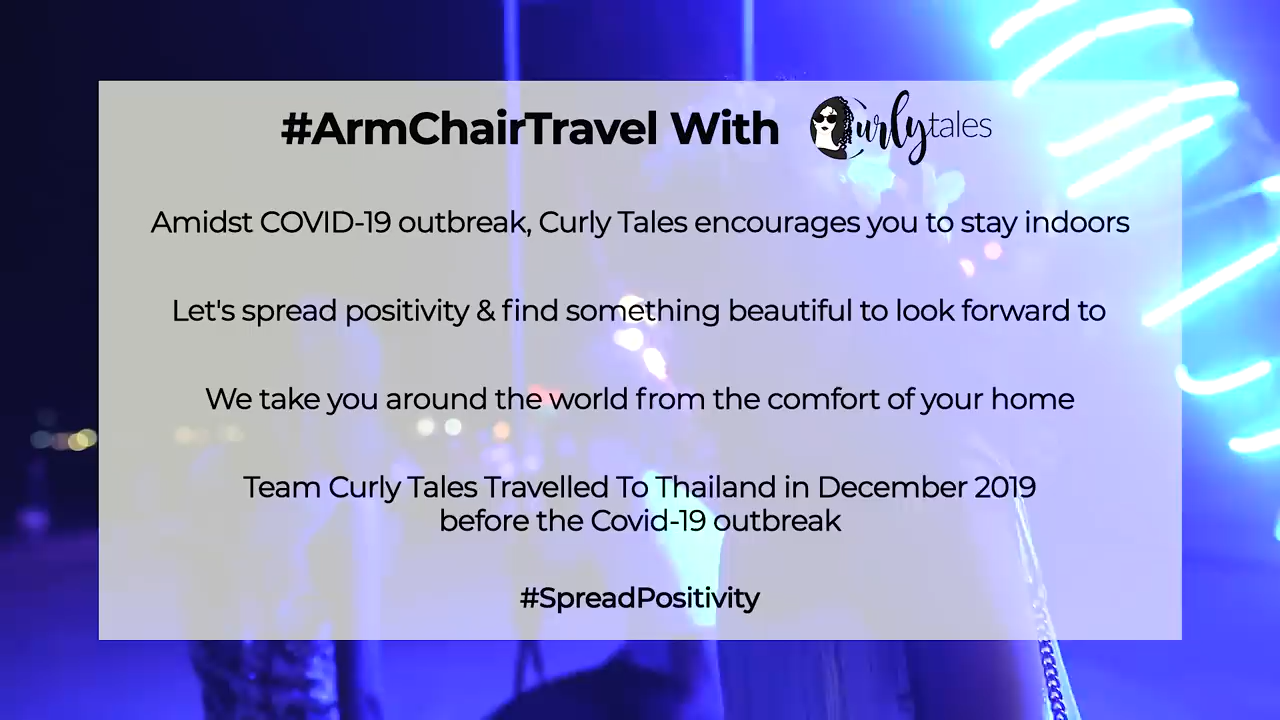 #ArmChairTravel With Curly tales
Amidst COVID-19 outbreak, Curly Tales encourages you to stay indoors
Let's spread positivity & find something beautiful to look forward to
We take you around the world from the comfort of your home
Team Curly Tales Travelled To Thailand in December 2019
before the Covid-19 outbreak
#SpreadPositivity